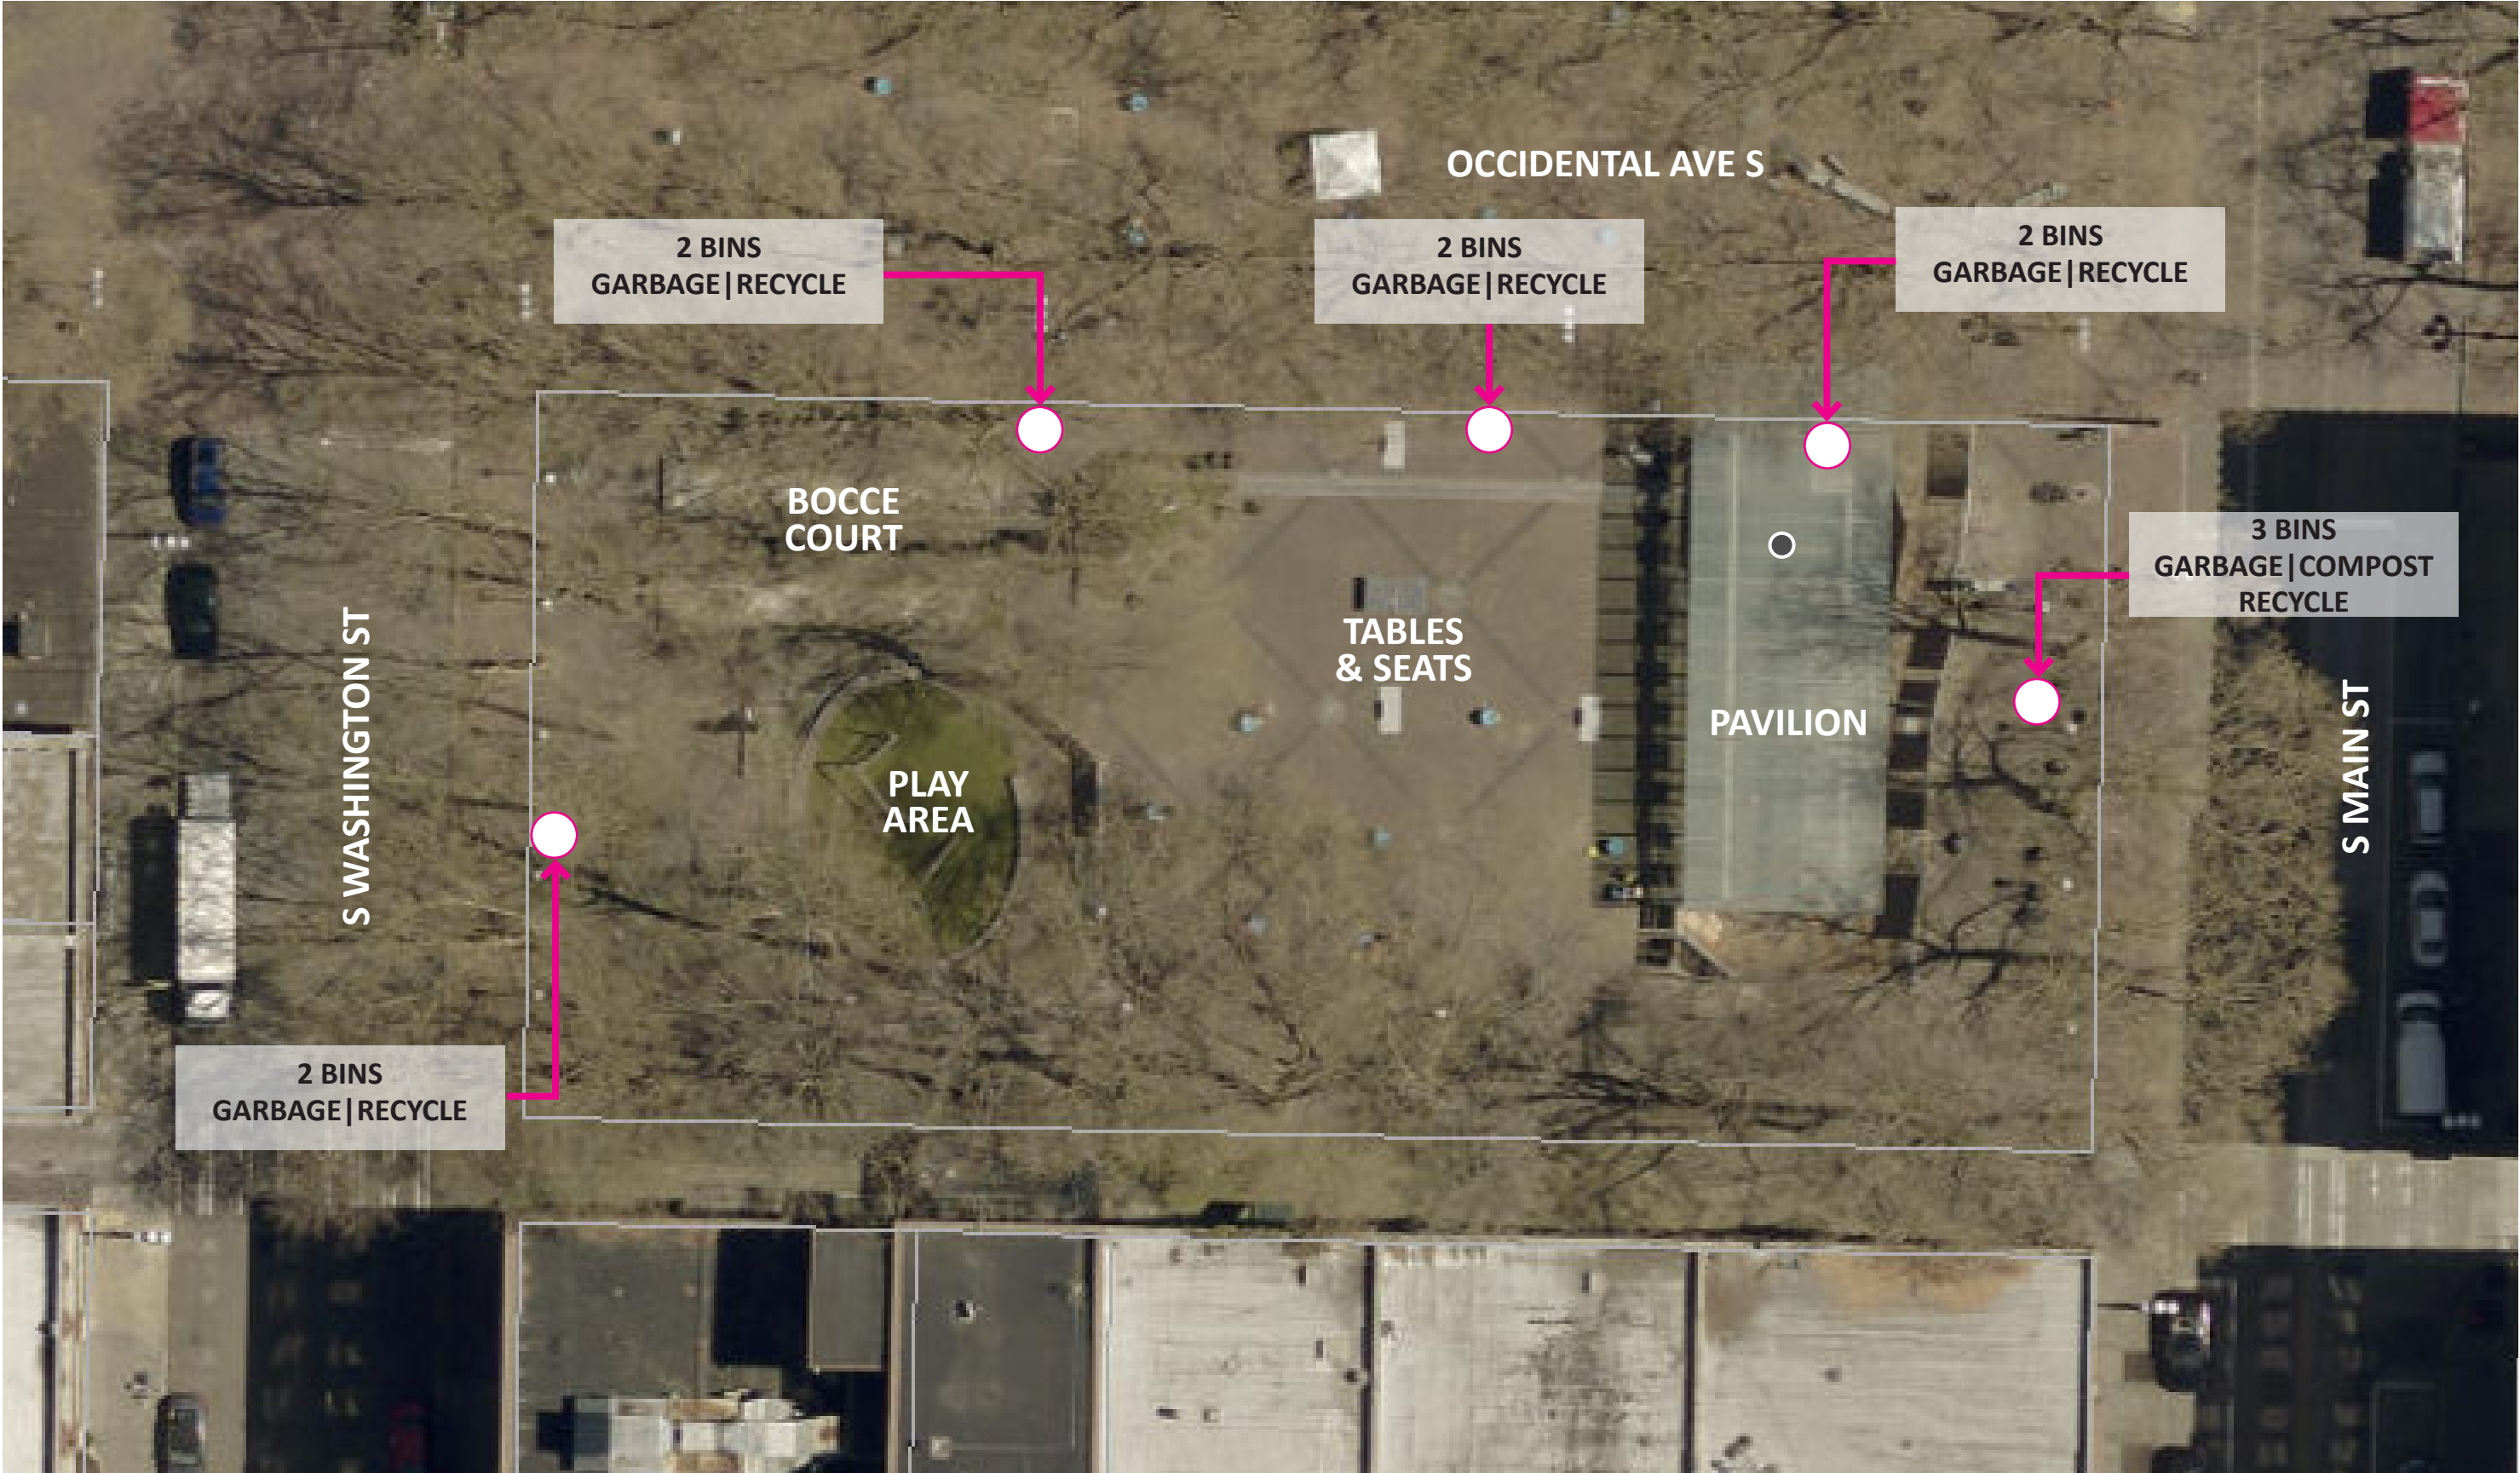 OCCIDENTAL AVE S
2 BINS
GARBAGE|RECYCLE
2 BINS
GARBAGE|RECYCLE
2 BINS
GARBAGE|RECYCLE
BOCCE
COURT
3 BINS
GARBAGE|COMPOST
RECYCLE
TABLES
& SEATS
S WASHINGTON ST
PAVILION
S MAIN ST
PLAY
AREA
2 BINS
GARBAGE|RECYCLE